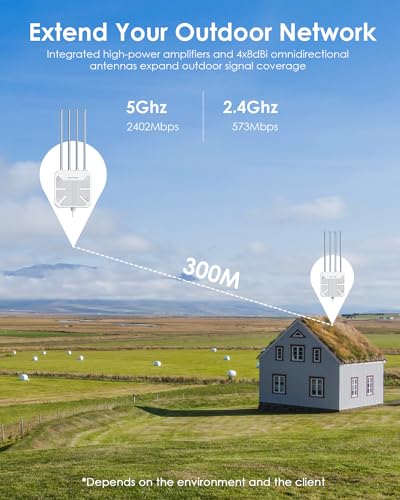 Extend Your Outdoor Network
Integrated high-power amplifiers and 4x8dBi omnidirectional
antennas expand outdoor signal coverage
5Ghz
2402Mbps
2.4Ghz
573Mbps
300M
*Depends on the environment and the client